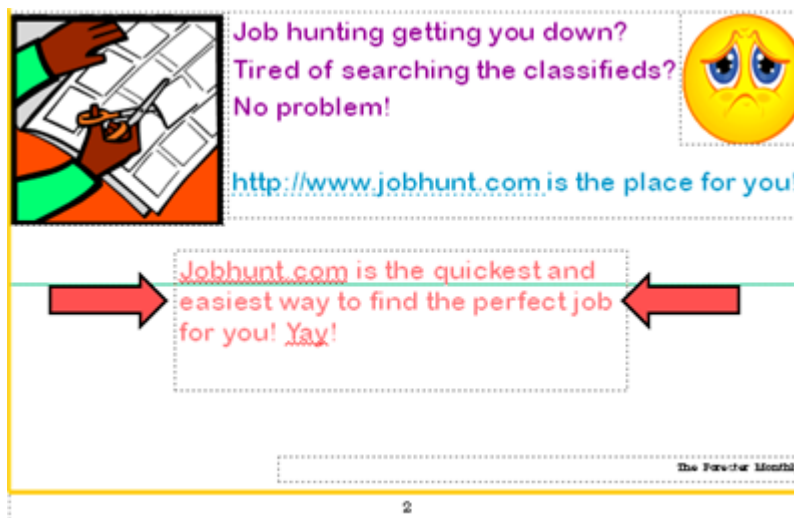 Job hunting getting you down?
Tired of searching the classifieds?
No problem!
http://www.jobhunt.com is the place for you!
Jobhunt.com is the quickest and
easiest way to find the perfect job
for you! Yay!
The Forester
2